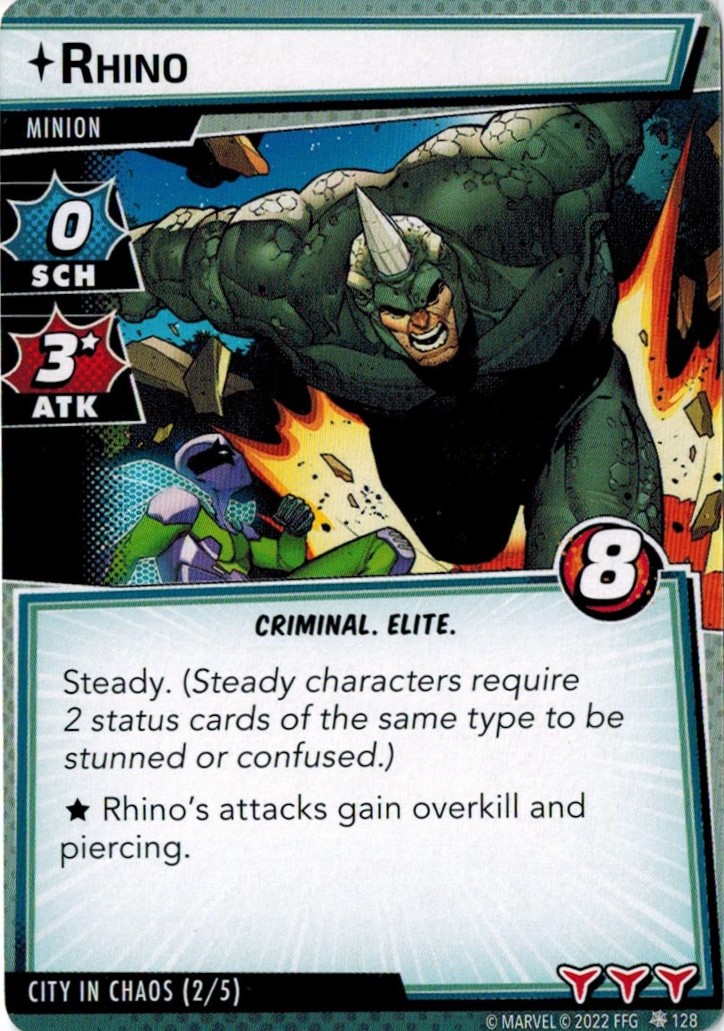 RHINO
MINION
0
SCH
3★
ATK
8
CRIMINAL. ELITE.
Steady. (Steady characters require
2 status cards of the same type to be
stunned or confused.)
★ Rhino's attacks gain overkill and
piercing.
CITY IN CHAOS (2/5)
© MARVEL © 2022 FFG 128